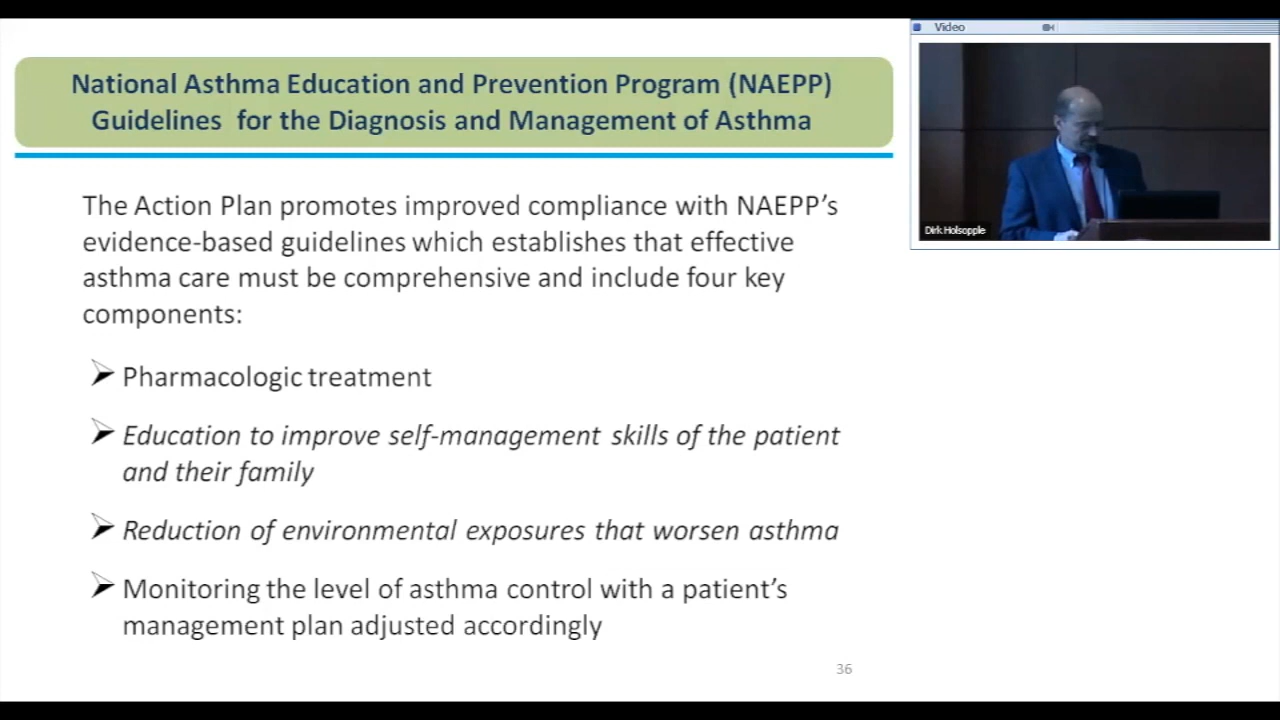 Video
National Asthma Education and Prevention Program (NAEPP)
Guidelines for the Diagnosis and Management of Asthma
Dirk Holsopple
The Action Plan promotes improved compliance with NAEPP’s
evidence-based guidelines which establishes that effective
asthma care must be comprehensive and include four key
components:
Pharmacologic treatment
Education to improve self-management skills of the patient
and their family
Reduction of environmental exposures that worsen asthma
Monitoring the level of asthma control with a patient’s
management plan adjusted accordingly
36